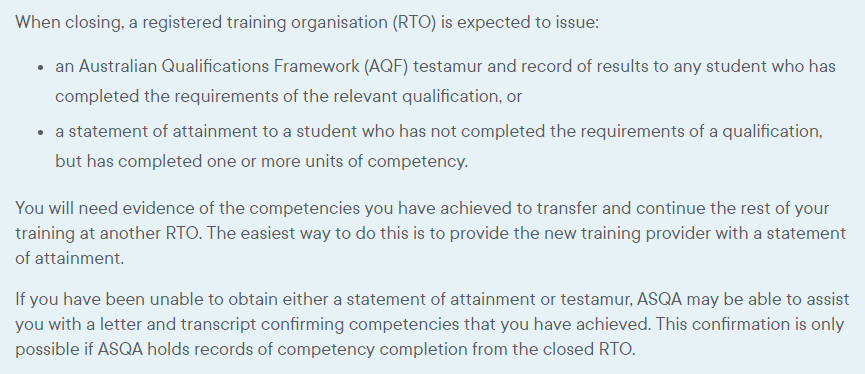 When closing, a registered training organisation (RTO) is expected to issue:
• an Australian Qualifications Framework (AQF) testamur and record of results to any student who has
completed the requirements of the relevant qualification, or
• a statement of attainment to a student who has not completed the requirements of a qualification,
but has completed one or more units of competency.
You will need evidence of the competencies you have achieved to transfer and continue the rest of your
training at another RTO. The easiest way to do this is to provide the new training provider with a statement
of attainment.
If you have been unable to obtain either a statement of attainment or testamur, ASQA may be able to assist
you with a letter and transcript confirming competencies that you have achieved. This confirmation is only
possible if ASQA holds records of competency completion from the closed RTO.